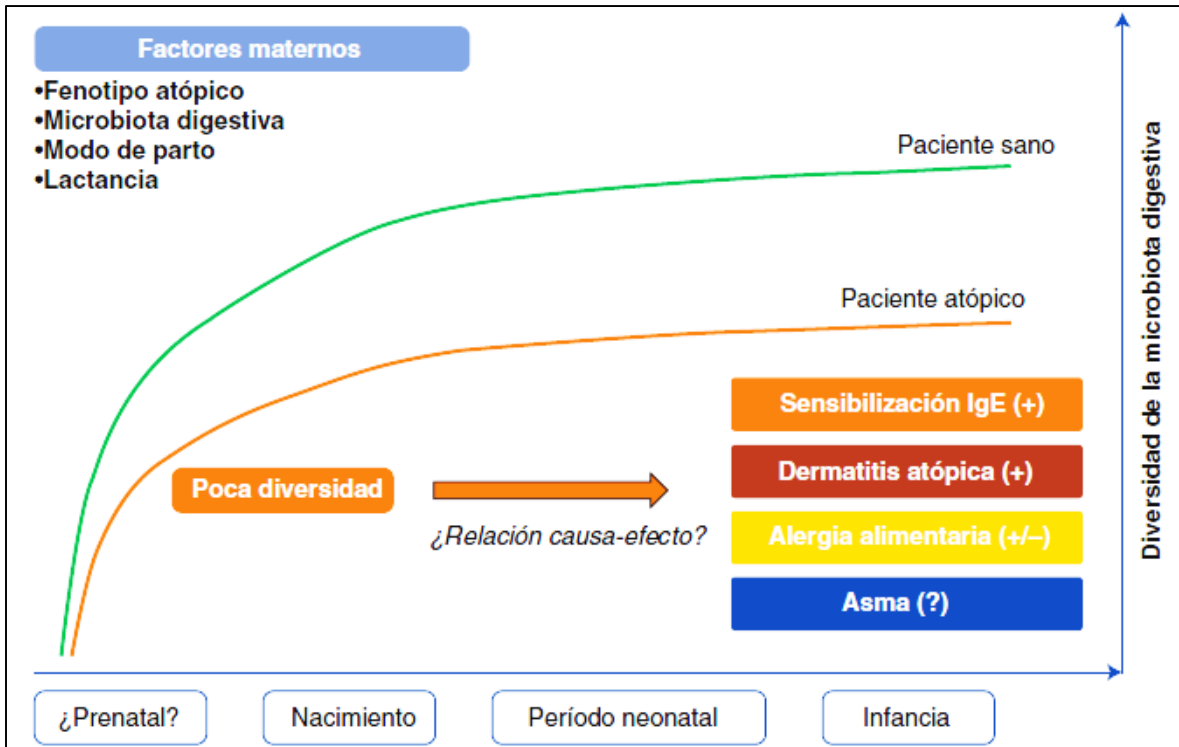 Factores maternos
•Fenotipo atópico
•Microbiota digestiva
•Modo de parto
•Lactancia
Paciente sano
Paciente atópico
Poca diversidad
¿Relación causa-efecto?
Sensibilización IgE (+)
Dermatitis atópica (+)
Alergia alimentaria (+/–)
Asma (?)
Diversidad de la microbiota digestiva
¿Prenatal?
Nacimiento
Período neonatal
Infancia